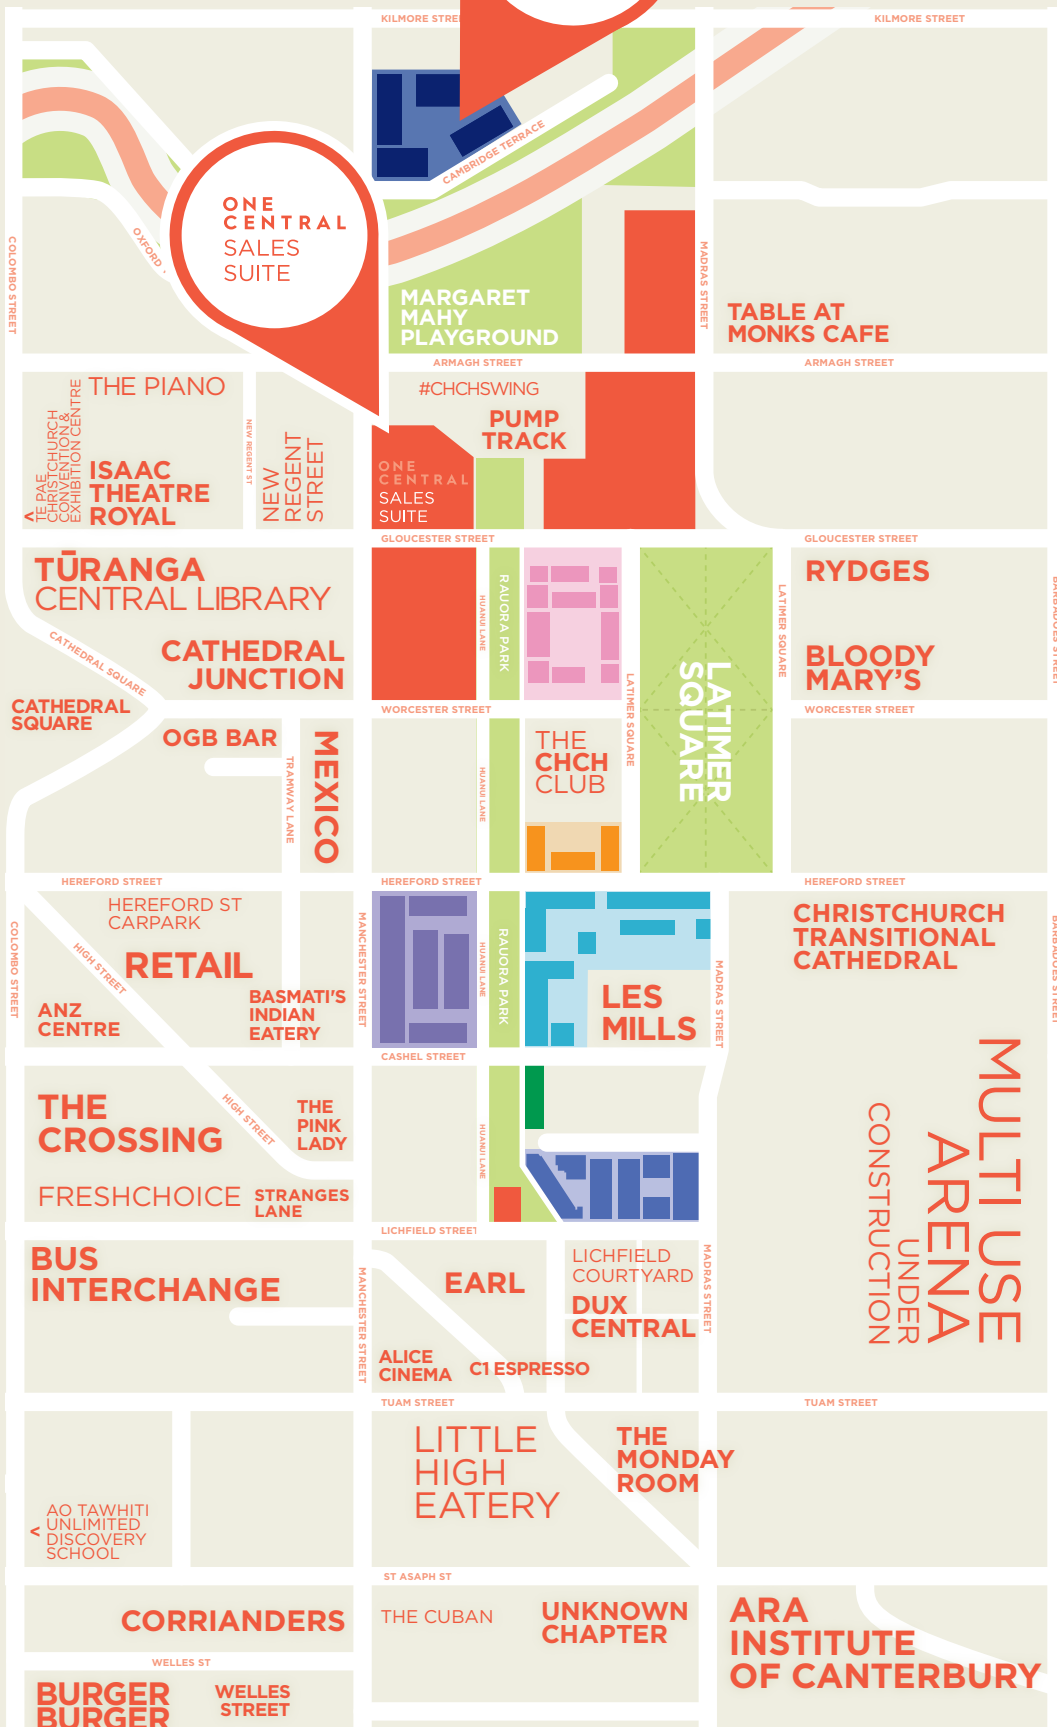 KILMORE STREE
KILMORE STREET
CAMBRIDGE TERRACE
ONE
CENTRAL
SALES
SUITE
OXFORD
COLOMBO STREET
MADRAS STREET
MARGARET
MAHY
PLAYGROUND
TABLE AT
MONKS CAFE
ARMAGH STREET
ARMAGH STREET
THE PIANO
< TE PAE
CHRISTCHURCH
CONVENTION &
EXHIBITION CENTRE
ISAAC
THEATRE
ROYAL
NEW REGENT ST
NEW
REGENT
STREET
#CHCHSWING
PUMP
TRACK
ONE
CENTRAL
SALES
SUITE
GLOUCESTER STREET
GLOUCESTER STREET
TŪRANGA
CENTRAL LIBRARY
CATHEDRAL SQUARE
CATHEDRAL
JUNCTION
CATHEDRAL
SQUARE
HUANUI LANE
RAUORA PARK
LATIMER SQUARE
LATIMER
SQUARE
LATIMER SQUARE
RYDGES
BLOODY
MARY'S
BARBADOES STREET
WORCESTER STREET
WORCESTER STREET
OGB BAR
TRAMWAY LANE
MEXICO
HUANUI LANE
THE
CHCH
CLUB
HEREFORD STREET
HEREFORD STREET
HEREFORD STREET
HEREFORD ST
CARPARK
COLOMBO STREET
HIGH STREET
RETAIL
ANZ
CENTRE
BASMATI'S
INDIAN
EATERY
MANCHESTER STREET
HUANUI LANE
RAUORA PARK
LES
MILLS
MADRAS STREET
CHRISTCHURCH
TRANSITIONAL
CATHEDRAL
BARBADOES STREET
CASHEL STREET
THE
CROSSING
HIGH STREET
THE
PINK
LADY
HUANUI LANE
MULTI USE
ARENA
UNDER
CONSTRUCTION
FRESHCHOICE
STRANGES
LANE
LICHFIELD STREET
BUS
INTERCHANGE
MANCHESTER STREET
EARL
LICHFIELD
COURTYARD
DUX
CENTRAL
MADRAS STREET
ALICE
CINEMA
C1 ESPRESSO
TUAM STREET
TUAM STREET
LITTLE
HIGH
EATERY
THE
MONDAY
ROOM
< AO TAWHITI
UNLIMITED
DISCOVERY
SCHOOL
ST ASAPH ST
CORRIANDERS
THE CUBAN
UNKNOWN
CHAPTER
ARA
INSTITUTE
OF CANTERBURY
WELLES ST
BURGER
BURGER
WELLES
STREET